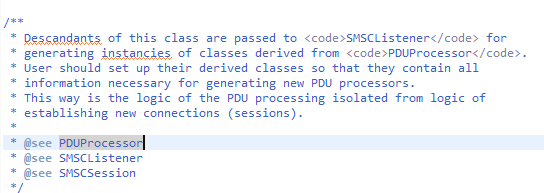 /**
* Descandants of this class are passed to <code>SMSCListener</code> for
* generating instancies of classes derived from <code>PDUProcessor</code>.
* User should set up their derived classes so that they contain all
* information necessary for generating new PDU processors.
* This way is the logic of the PDU processing isolated from logic of
* establishing new connections (sessions).
*
* @see PDUProcessor
* @see SMSCListener
* @see SMSCSession
*/